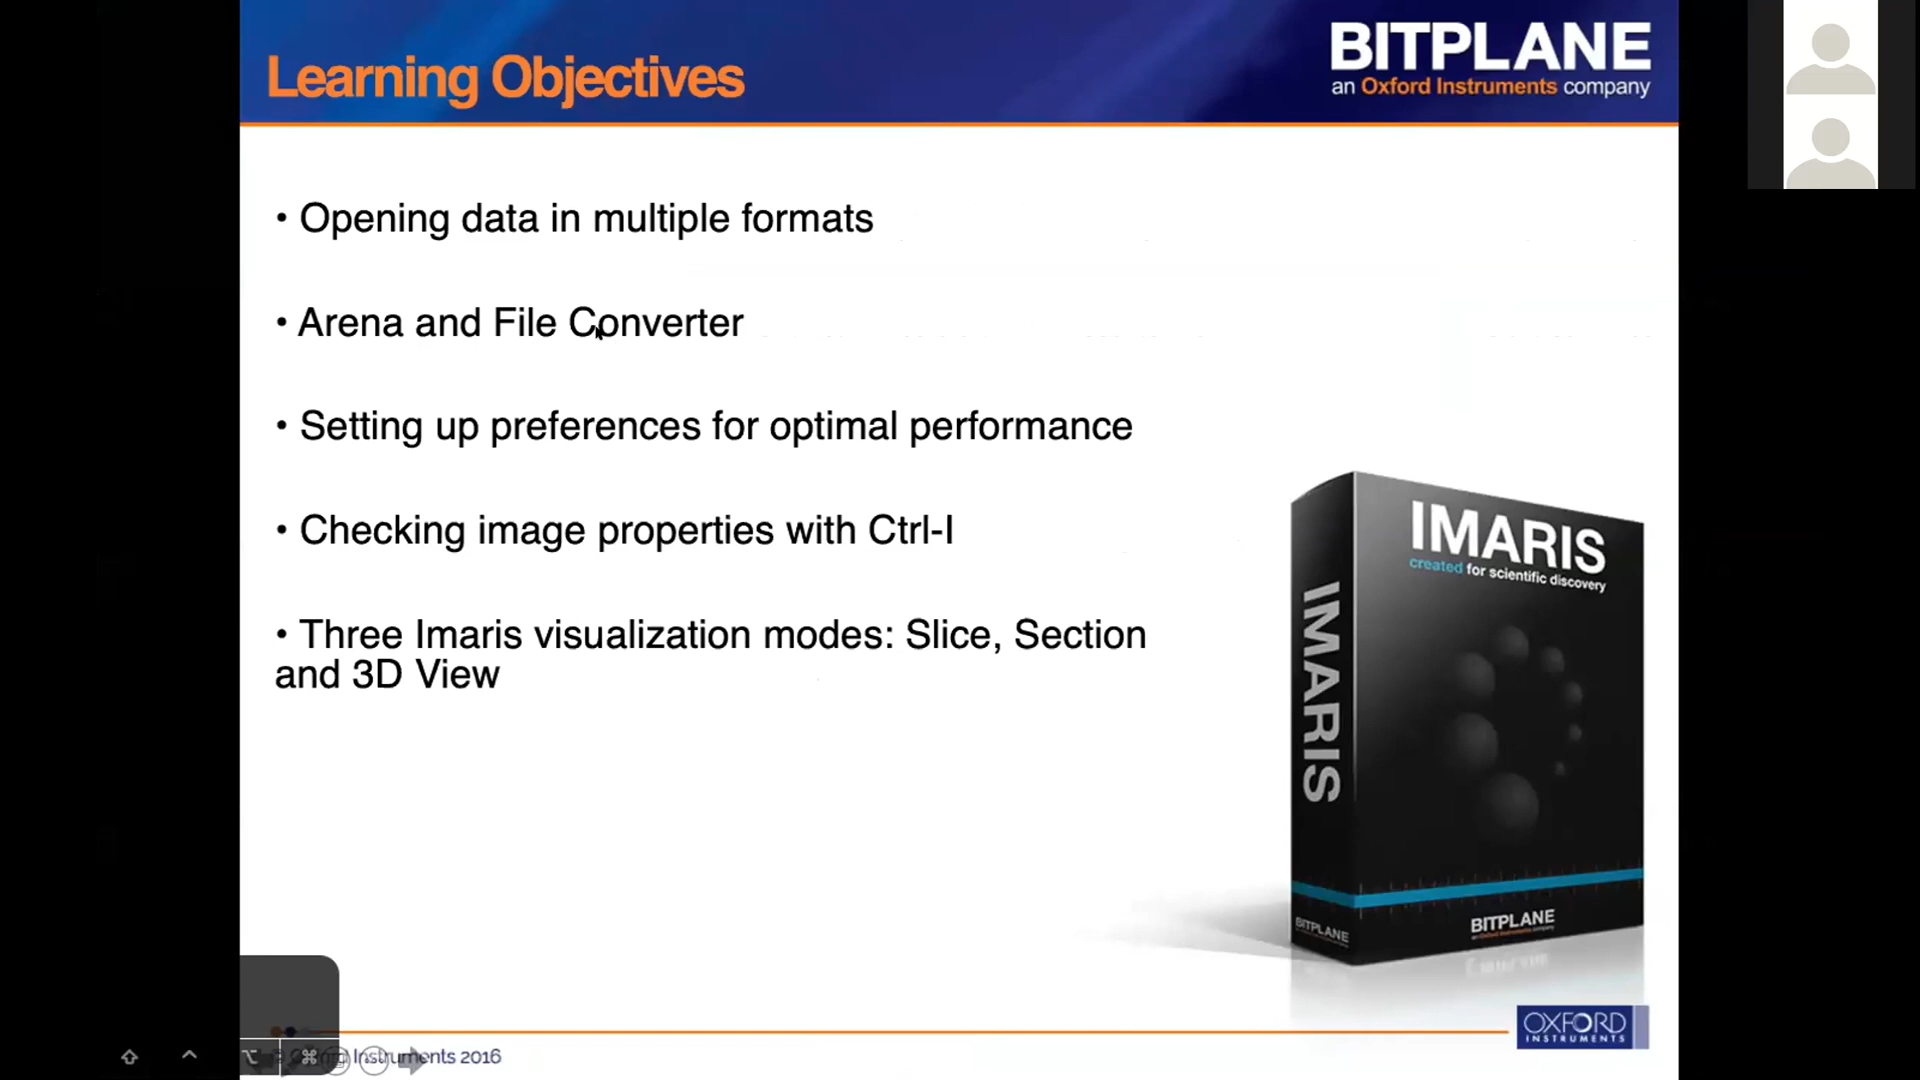 Learning Objectives
BITPLANE
an Oxford Instruments company
• Opening data in multiple formats
• Arena and File Converter
• Setting up preferences for optimal performance
• Checking image properties with Ctrl-I
• Three Imaris visualization modes: Slice, Section
and 3D View
IMARIS
created for scientific discovery
IMARIS
BITPLANE
BITPLANE
an Oxford Instruments company
OXFORD
INSTRUMENTS
Instruments 2016